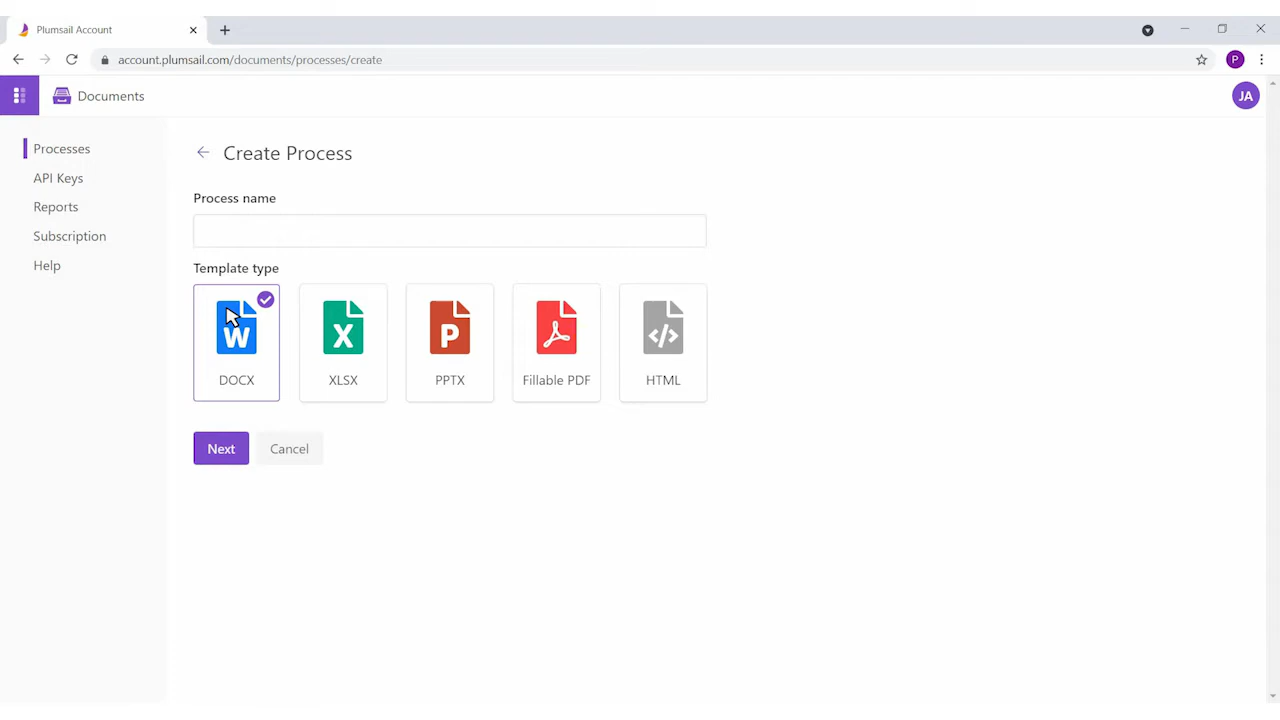 Plumsail Account
account.plumsail.com/documents/processes/create
P
Documents
JA
Processes
API Keys
Reports
Subscription
Help
Create Process
Process name
Template type
W
X
P
</>
DOCX
XLSX
PPTX
Fillable PDF
HTML
Next
Cancel